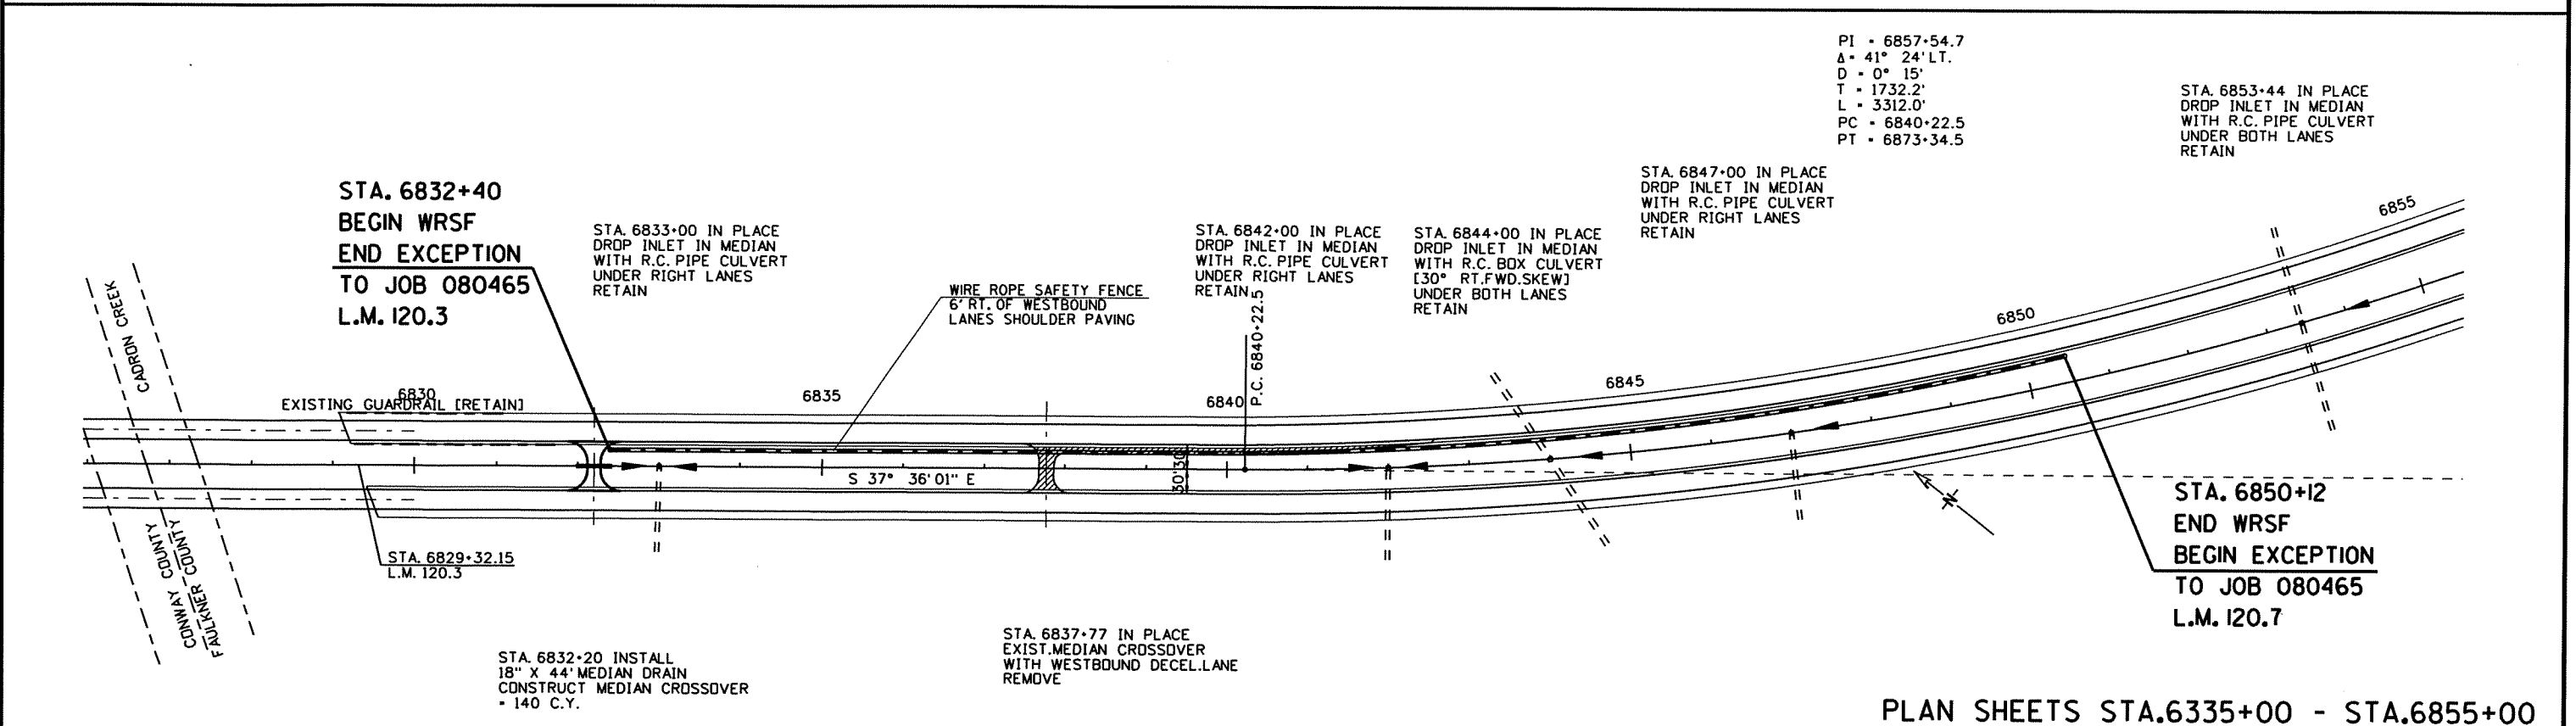 PI = 6857+54.7
Δ = 41° 24' LT.
D = 0° 15'
T = 1732.2'
L = 3312.0'
PC = 6840+22.5
PT = 6873+34.5
STA. 6853+44 IN PLACE
DROP INLET IN MEDIAN
WITH R.C. PIPE CULVERT
UNDER BOTH LANES
RETAIN
STA. 6847+00 IN PLACE
DROP INLET IN MEDIAN
WITH R.C. PIPE CULVERT
UNDER RIGHT LANES
RETAIN
STA. 6832+40
BEGIN WRSF
END EXCEPTION
TO JOB 080465
L.M. 120.3
STA. 6833+00 IN PLACE
DROP INLET IN MEDIAN
WITH R.C. PIPE CULVERT
UNDER RIGHT LANES
RETAIN
STA. 6842+00 IN PLACE
DROP INLET IN MEDIAN
WITH R.C. PIPE CULVERT
UNDER RIGHT LANES
RETAIN
STA. 6844+00 IN PLACE
DROP INLET IN MEDIAN
WITH R.C. BOX CULVERT
[30° RT.FWD.SKEW]
UNDER BOTH LANES
RETAIN
WIRE ROPE SAFETY FENCE
6' RT. OF WESTBOUND
LANES SHOULDER PAVING
P.C. 6840+22.5
CADRON CREEK
EXISTING GUARDRAIL [RETAIN]
6830
6835
6840
6845
6850
6855
S 37° 36' 01" E
30'
30'
N
STA. 6829+32.15
L.M. 120.3
CONWAY COUNTY
FAULKNER COUNTY
STA. 6850+12
END WRSF
BEGIN EXCEPTION
TO JOB 080465
L.M. 120.7
STA. 6832+20 INSTALL
18" X 44' MEDIAN DRAIN
CONSTRUCT MEDIAN CROSSOVER
= 140 C.Y.
STA. 6837+77 IN PLACE
EXIST.MEDIAN CROSSOVER
WITH WESTBOUND DECEL.LANE
REMOVE
PLAN SHEETS STA.6335+00 - STA.6855+00